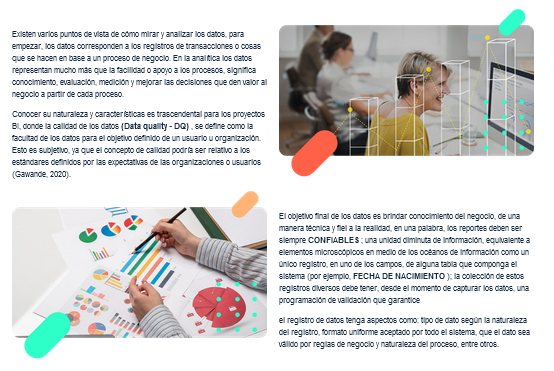 Existen varios puntos de vista de cómo mirar y analizar los datos, para
empezar, los datos corresponden a los registros de transacciones o cosas
que se hacen en base a un proceso de negocio. En la analítica los datos
representan mucho más que la facilidad o apoyo a los procesos, significa
conocimiento, evaluación, medición y mejorar las decisiones que den valor al
negocio a partir de cada proceso.
Conocer su naturaleza y características es trascendental para los proyectos
BI, donde la calidad de los datos (Data quality - DQ) , se define como la
facultad de los datos para el objetivo definido de un usuario u organización.
Esto es subjetivo, ya que el concepto de calidad podría ser relativo a los
estándares definidos por las expectativas de las organizaciones o usuarios
(Gawande, 2020).
El objetivo final de los datos es brindar conocimiento del negocio, de una
manera técnica y fiel a la realidad, en una palabra, los reportes deben ser
siempre CONFIABLES ; una unidad diminuta de información, equivalente a
elementos microscópicos en medio de los océanos de información como un
único registro, en uno de los campos, de alguna tabla que componga el
sistema (por ejemplo, FECHA DE NACIMIENTO ); la colección de estos
registros diversos debe tener, desde el momento de capturar los datos, una
programación de validación que garantice
el registro de datos tenga aspectos como: tipo de dato según la naturaleza
del registro, formato uniforme aceptado por todo el sistema, que el dato sea
válido por reglas de negocio y naturaleza del proceso, entre otros.